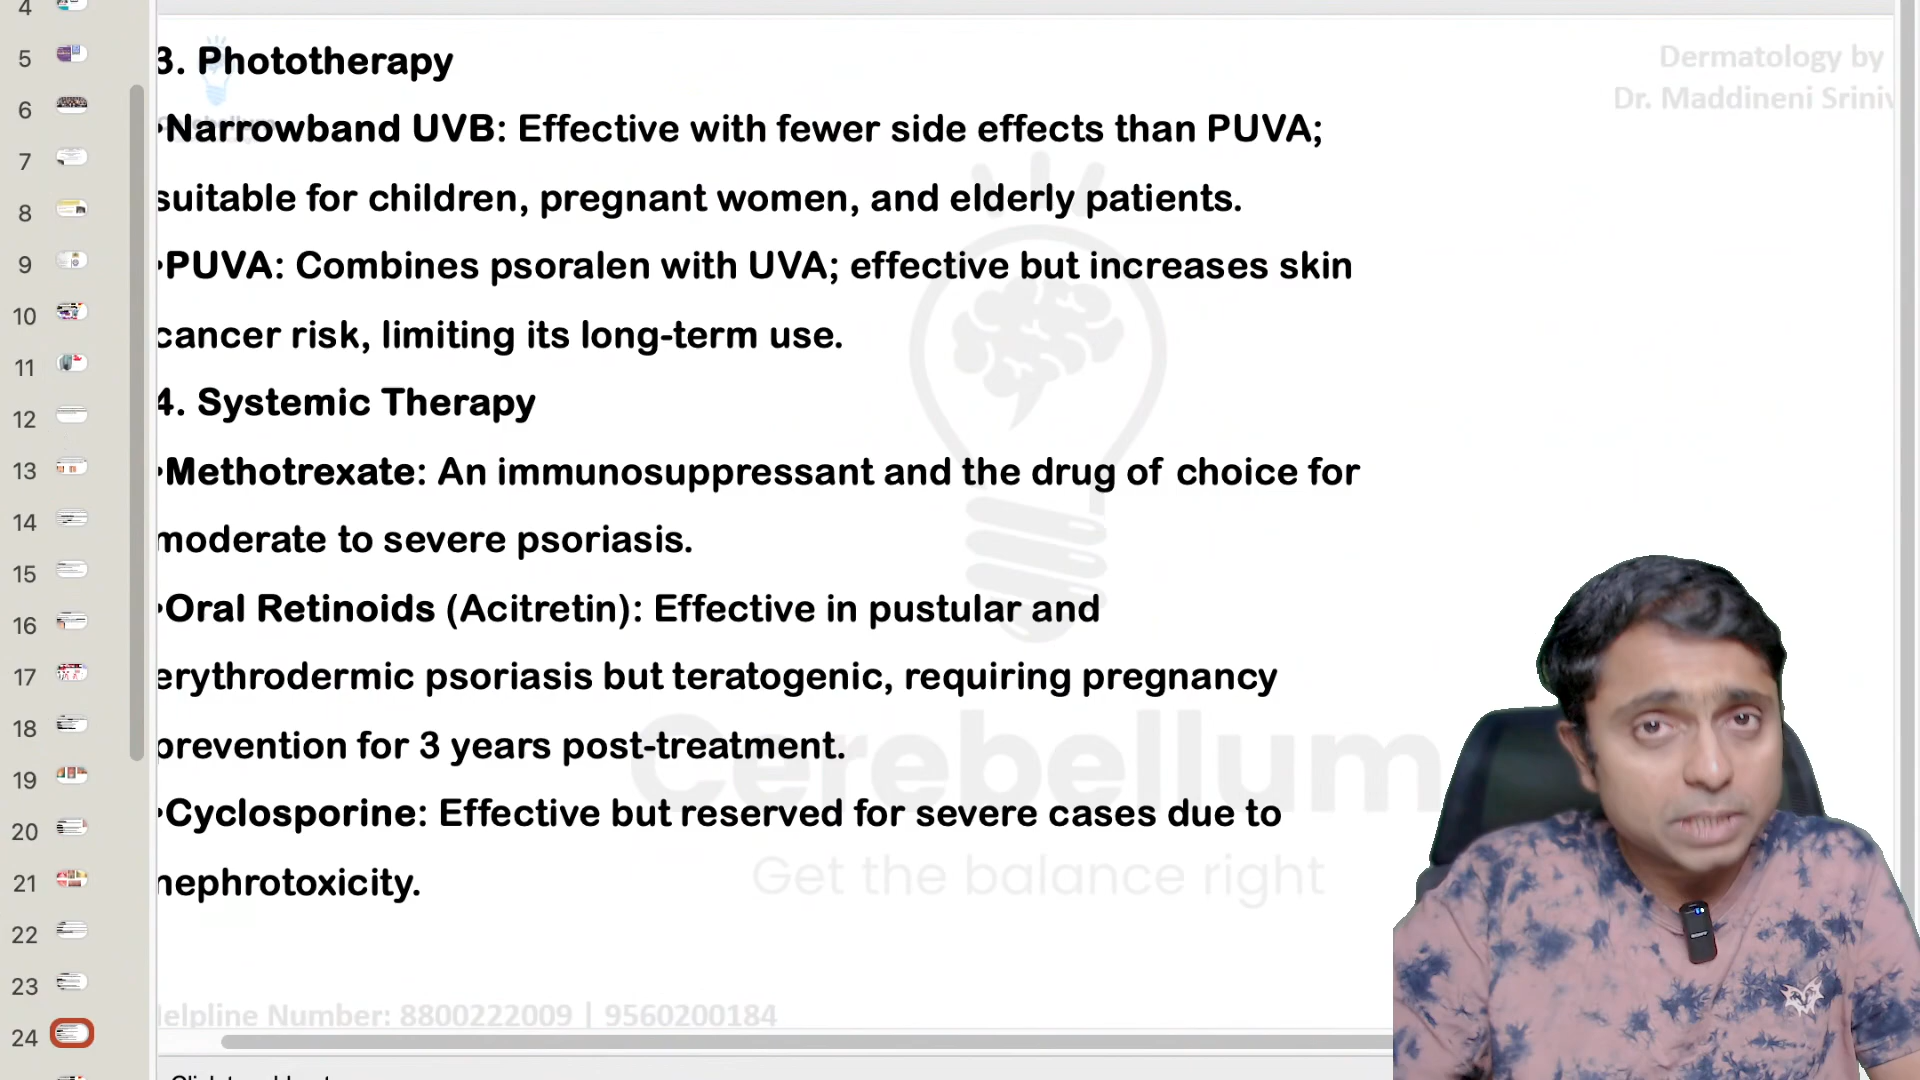 4
5
6
7
8
9
10
11
12
13
14
15
16
17
18
19
20
21
22
23
24
Dermatology by
Dr. Maddineni Sriniv
3. Phototherapy
•Narrowband UVB: Effective with fewer side effects than PUVA;
suitable for children, pregnant women, and elderly patients.
•PUVA: Combines psoralen with UVA; effective but increases skin
cancer risk, limiting its long-term use.
4. Systemic Therapy
•Methotrexate: An immunosuppressant and the drug of choice for
moderate to severe psoriasis.
•Oral Retinoids (Acitretin): Effective in pustular and
erythrodermic psoriasis but teratogenic, requiring pregnancy
prevention for 3 years post-treatment.
•Cyclosporine: Effective but reserved for severe cases due to
nephrotoxicity.
Cerebellum
Get the balance right
elpline Number: 8800222009 | 9560200184